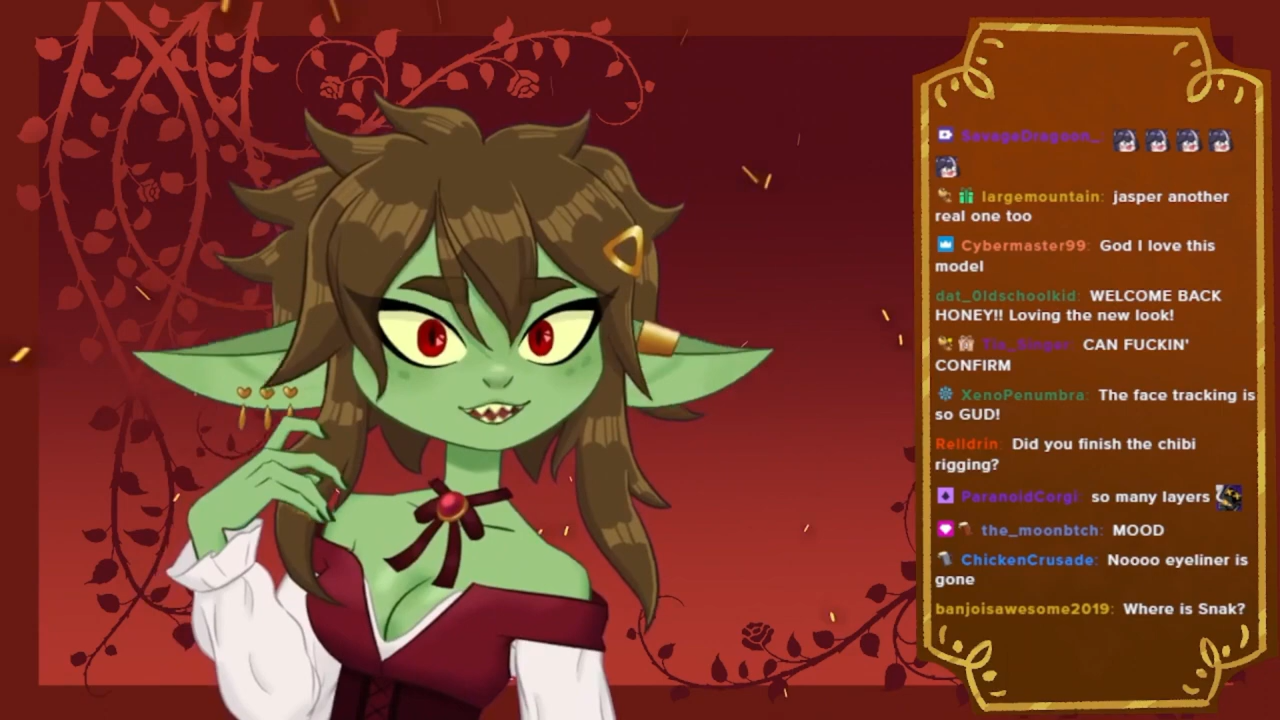 SavageDragoon_:
largemountain: jasper another
real one too
Cybermaster99: God I love this
model
dat_0ldschoolkid: WELCOME BACK
HONEY!! Loving the new look!
Tia_Singer: CAN FUCKIN'
CONFIRM
XenoPenumbra: The face tracking is
so GUD!
Relldrin: Did you finish the chibi
rigging?
ParanoidCorgi: so many layers
the_moonbtch: MOOD
ChickenCrusade: Noooo eyeliner is
gone
banjoisawesome2019: Where is Snak?